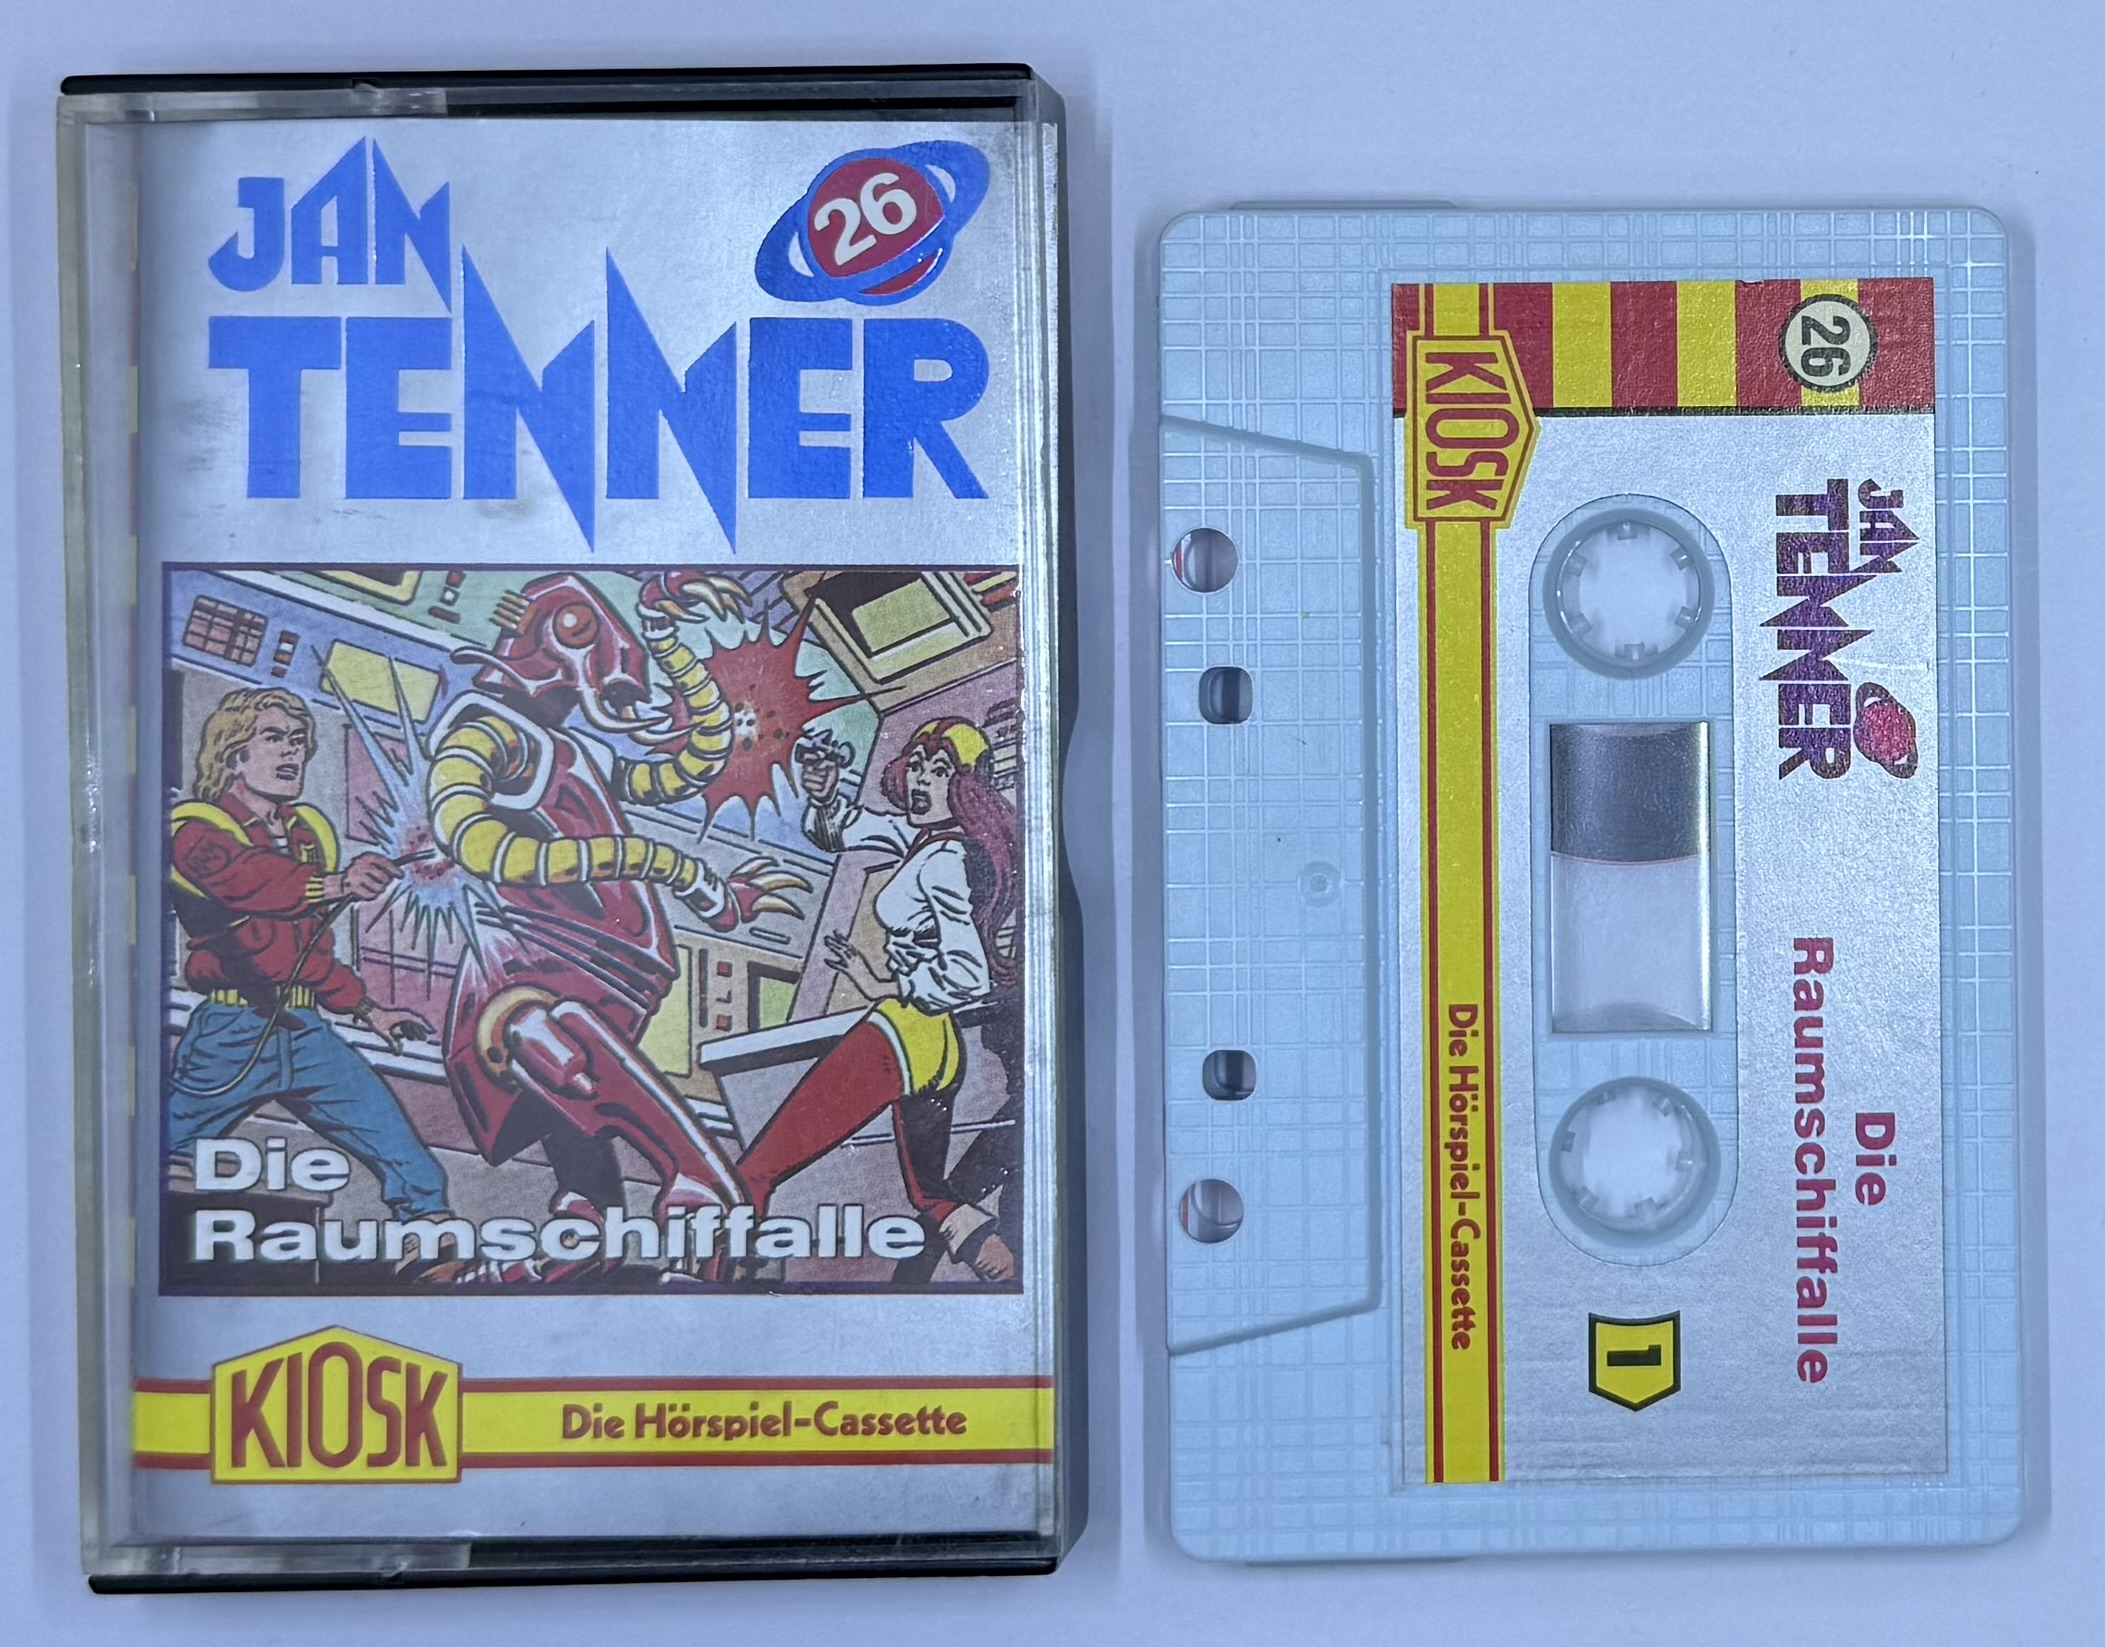 JAN
TENNER
26
Die
Raumschiffalle
KIOSK
Die Hörspiel-Cassette
26
JAN
TENNER
Die
Raumschiffalle
1
KIOSK
Die Hörspiel-Cassette